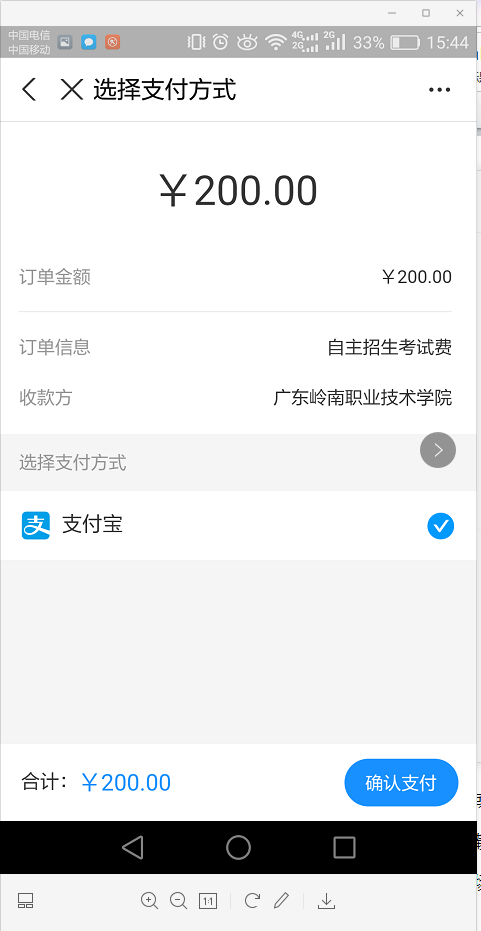 中国电信
中国移动
4G
2G
2G
33%
15:44
选择支付方式
￥200.00
订单金额
￥200.00
订单信息
自主招生考试费
收款方
广东岭南职业技术学院
选择支付方式
支
支付宝
合计：￥200.00
确认支付
1:1